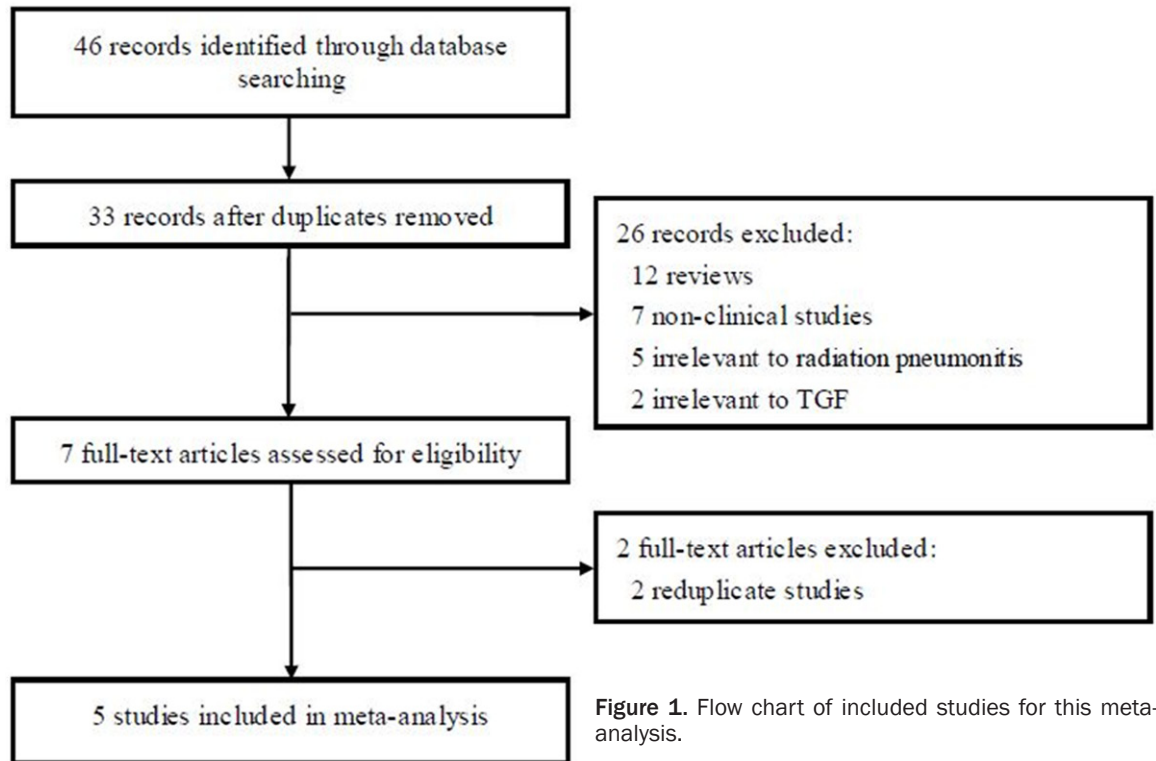 46 records identified through database
searching
33 records after duplicates removed
26 records excluded:
12 reviews
7 non-clinical studies
5 irrelevant to radiation pneumonitis
2 irrelevant to TGF
7 full-text articles assessed for eligibility
2 full-text articles excluded:
2 reduplicate studies
5 studies included in meta-analysis
Figure 1. Flow chart of included studies for this meta-
analysis.